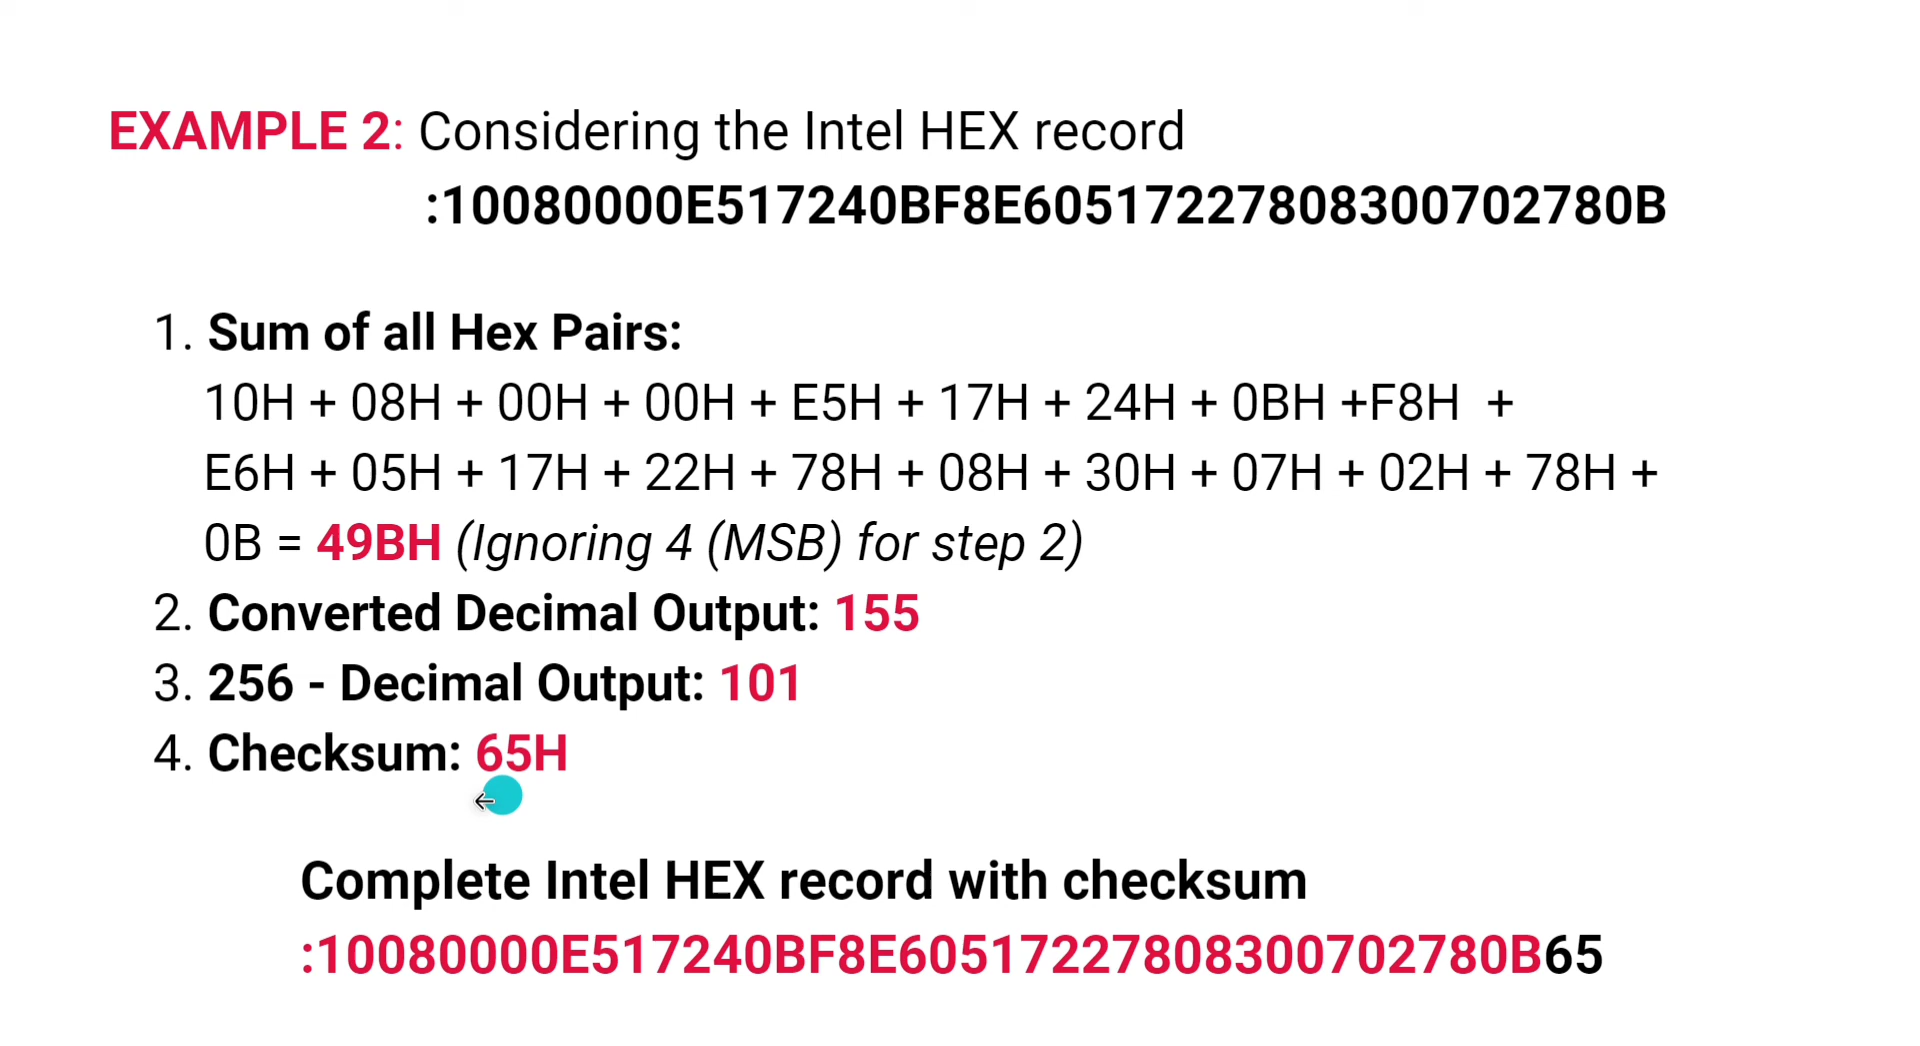 EXAMPLE 2: Considering the Intel HEX record
:10080000E517240BF8E60517227808300702780B
1. Sum of all Hex Pairs:
10H + 08H + 00H + 00H + E5H + 17H + 24H + 0BH +F8H +
E6H + 05H + 17H + 22H + 78H + 08H + 30H + 07H + 02H + 78H +
0B = 49BH (Ignoring 4 (MSB) for step 2)
2. Converted Decimal Output: 155
3. 256 - Decimal Output: 101
4. Checksum: 65H
Complete Intel HEX record with checksum
:10080000E517240BF8E60517227808300702780B65